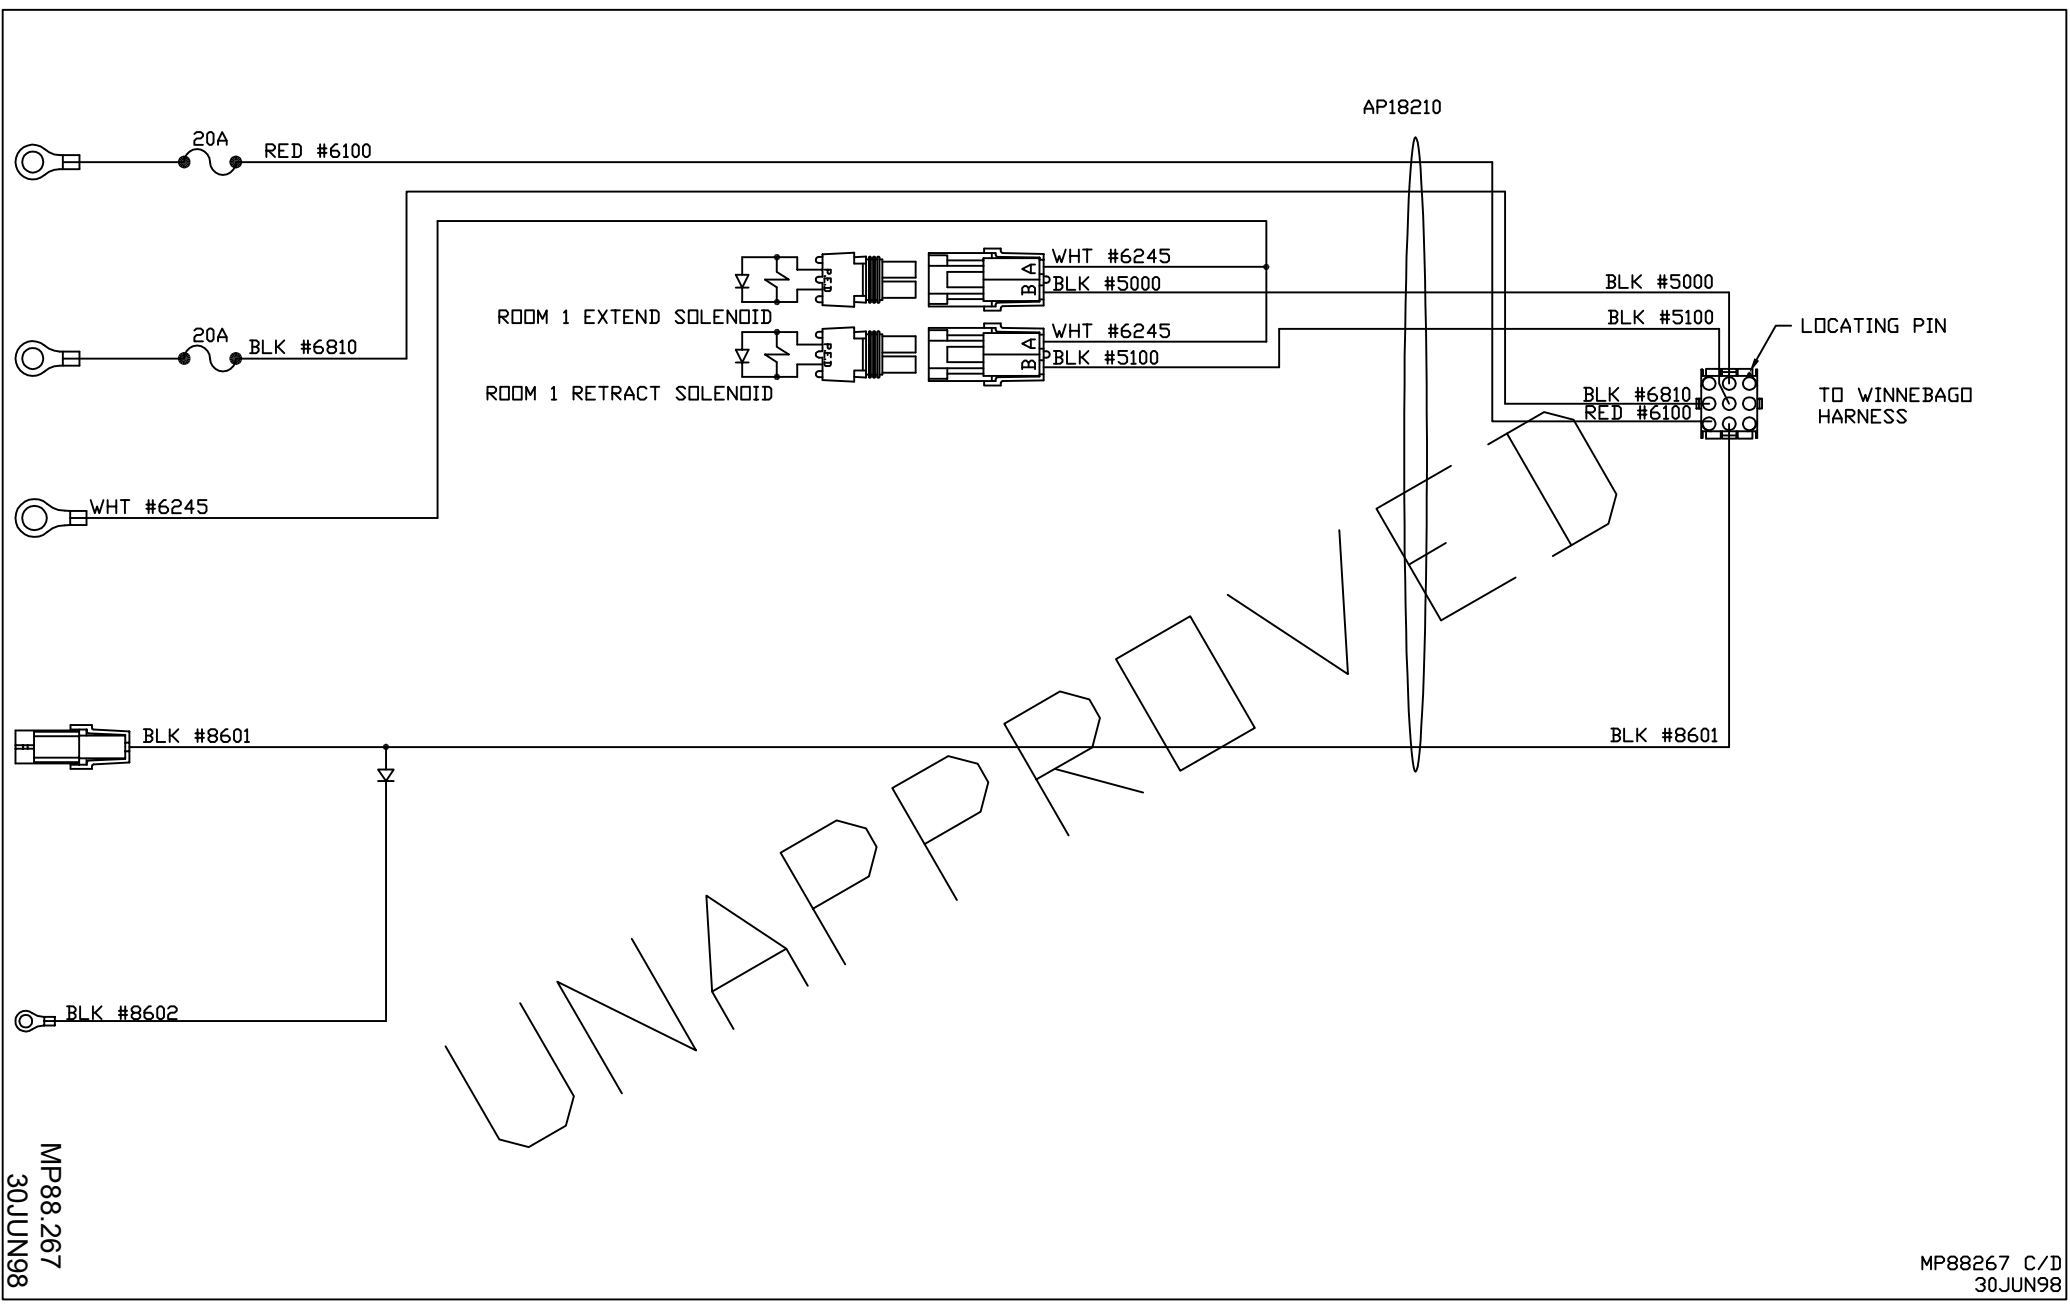 AP18210
20A
RED #6100
WHT #6245
BLK #5000
BLK #5000
A
B
ROOM 1 EXTEND SOLENOID
BLK #5100
LOCATING PIN
WHT #6245
20A
BLK #6810
BLK #5100
A
B
ROOM 1 RETRACT SOLENOID
BLK #6810
RED #6100
TO WINNEBAGO
HARNESS
WHT #6245
BLK #8601
BLK #8601
BLK #8602
UNAPPROVED
MP88.267
30JUN98
MP88267 C/D
30JUN98